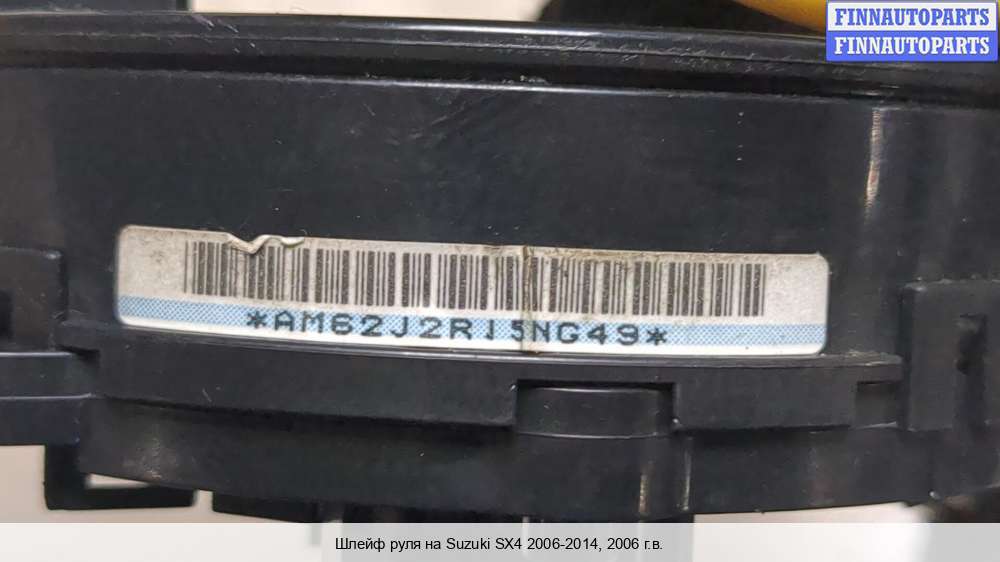 FINNAUTOPARTS
FINNAUTOPARTS
*AM62J2R15NG49*
Шлейф руля на Suzuki SX4 2006-2014, 2006 г.в.